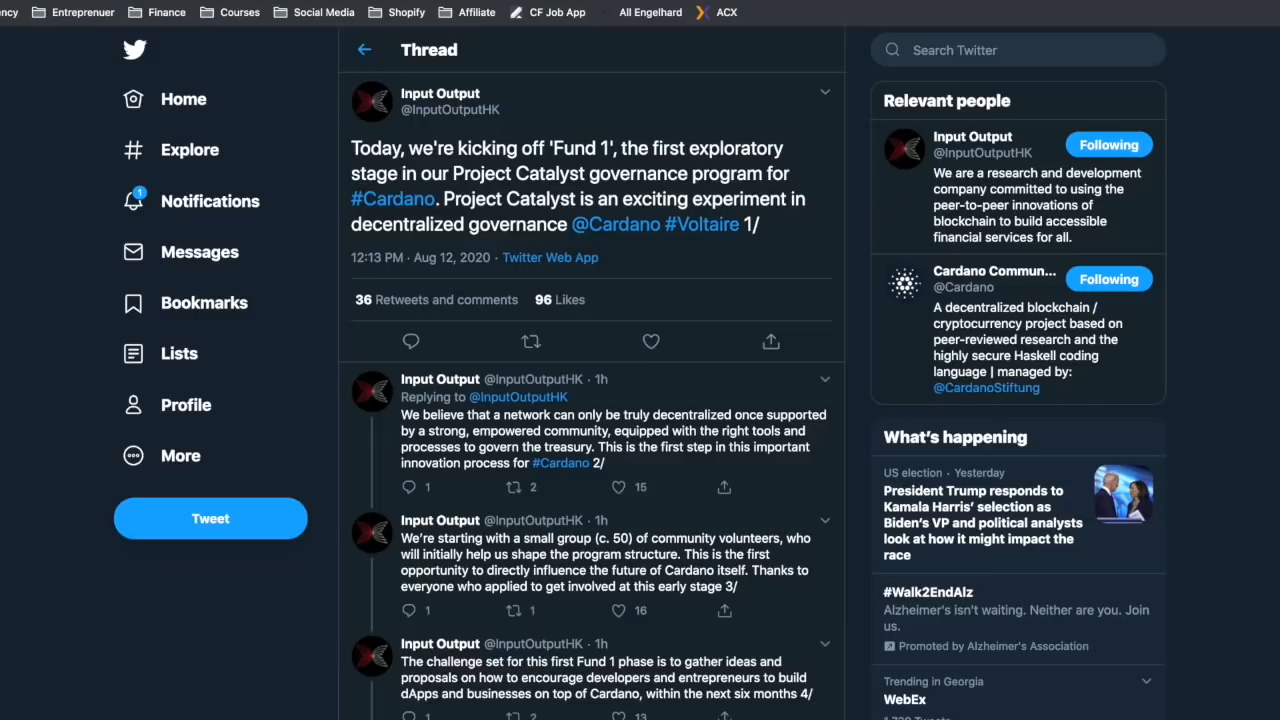 ncy Entreprenuer Finance Courses Social Media Shopify Affiliate CF Job App All Engelhard ACX
Home
Explore
1
Notifications
Messages
Bookmarks
Lists
Profile
More
Tweet
Thread
Input Output
@InputOutputHK
Today, we're kicking off 'Fund 1', the first exploratory
stage in our Project Catalyst governance program for
#Cardano. Project Catalyst is an exciting experiment in
decentralized governance @Cardano #Voltaire 1/
12:13 PM · Aug 12, 2020 · Twitter Web App
36 Retweets and comments 96 Likes
Input Output @InputOutputHK · 1h
Replying to @InputOutputHK
We believe that a network can only be truly decentralized once supported
by a strong, empowered community, equipped with the right tools and
processes to govern the treasury. This is the first step in this important
innovation process for #Cardano 2/
1 2 15
Input Output @InputOutputHK · 1h
We're starting with a small group (c. 50) of community volunteers, who
will initially help us shape the program structure. This is the first
opportunity to directly influence the future of Cardano itself. Thanks to
everyone who applied to get involved at this early stage 3/
1 1 16
Input Output @InputOutputHK · 1h
The challenge set for this first Fund 1 phase is to gather ideas and
proposals on how to encourage developers and entrepreneurs to build
dApps and businesses on top of Cardano, within the next six months 4/
1 2 13
Search Twitter
Relevant people
Input Output
@InputOutputHK
Following
We are a research and development
company committed to using the
peer-to-peer innovations of
blockchain to build accessible
financial services for all.
Cardano Commun...
@Cardano
Following
A decentralized blockchain /
cryptocurrency project based on
peer-reviewed research and the
highly secure Haskell coding
language | managed by:
@CardanoStiftung
What's happening
US election · Yesterday
President Trump responds to
Kamala Harris' selection as
Biden's VP and political analysts
look at how it might impact the
race
#Walk2EndAlz
Alzheimer's isn't waiting. Neither are you. Join
us.
Promoted by Alzheimer's Association
Trending in Georgia
WebEx